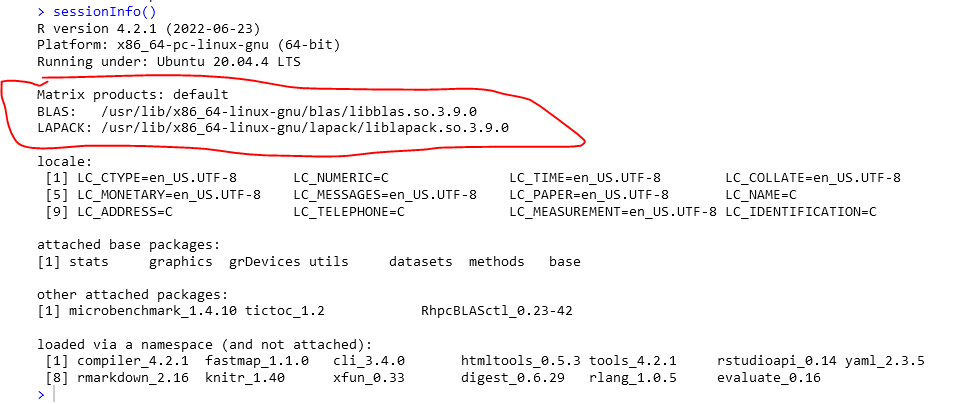 > sessionInfo()
R version 4.2.1 (2022-06-23)
Platform: x86_64-pc-linux-gnu (64-bit)
Running under: Ubuntu 20.04.4 LTS
Matrix products: default
BLAS:   /usr/lib/x86_64-linux-gnu/blas/libblas.so.3.9.0
LAPACK: /usr/lib/x86_64-linux-gnu/lapack/liblapack.so.3.9.0
locale:
 [1] LC_CTYPE=en_US.UTF-8       LC_NUMERIC=C               LC_TIME=en_US.UTF-8        LC_COLLATE=en_US.UTF-8
 [5] LC_MONETARY=en_US.UTF-8    LC_MESSAGES=en_US.UTF-8    LC_PAPER=en_US.UTF-8       LC_NAME=C
 [9] LC_ADDRESS=C               LC_TELEPHONE=C             LC_MEASUREMENT=en_US.UTF-8 LC_IDENTIFICATION=C
attached base packages:
[1] stats     graphics  grDevices utils     datasets  methods   base
other attached packages:
[1] microbenchmark_1.4.10 tictoc_1.2            RhpcBLASctl_0.23-42
loaded via a namespace (and not attached):
 [1] compiler_4.2.1  fastmap_1.1.0   cli_3.4.0       htmltools_0.5.3 tools_4.2.1     rstudioapi_0.14 yaml_2.3.5
 [8] rmarkdown_2.16  knitr_1.40      xfun_0.33       digest_0.6.29   rlang_1.0.5     evaluate_0.16
>